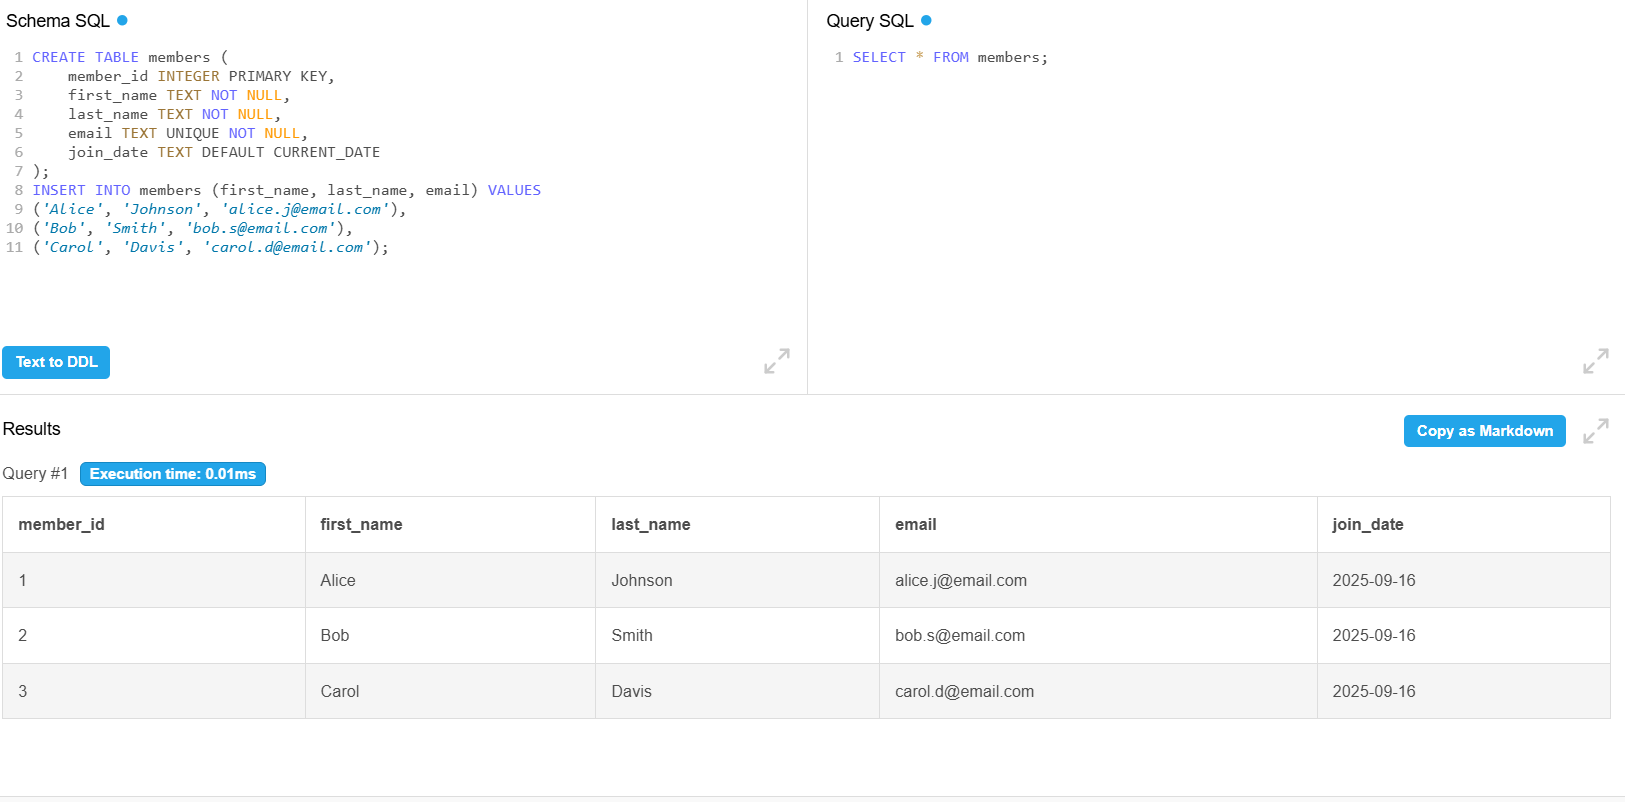 Schema SQL
1 CREATE TABLE members (
2 member_id INTEGER PRIMARY KEY,
3 first_name TEXT NOT NULL,
4 last_name TEXT NOT NULL,
5 email TEXT UNIQUE NOT NULL,
6 join_date TEXT DEFAULT CURRENT_DATE
7 );
8 INSERT INTO members (first_name, last_name, email) VALUES
9 ('Alice', 'Johnson', 'alice.j@email.com'),
10 ('Bob', 'Smith', 'bob.s@email.com'),
11 ('Carol', 'Davis', 'carol.d@email.com');
Text to DDL
Query SQL
1 SELECT * FROM members;
Results
Copy as Markdown
Query #1 Execution time: 0.01ms
member_id first_name last_name email join_date
1 Alice Johnson alice.j@email.com 2025-09-16
2 Bob Smith bob.s@email.com 2025-09-16
3 Carol Davis carol.d@email.com 2025-09-16